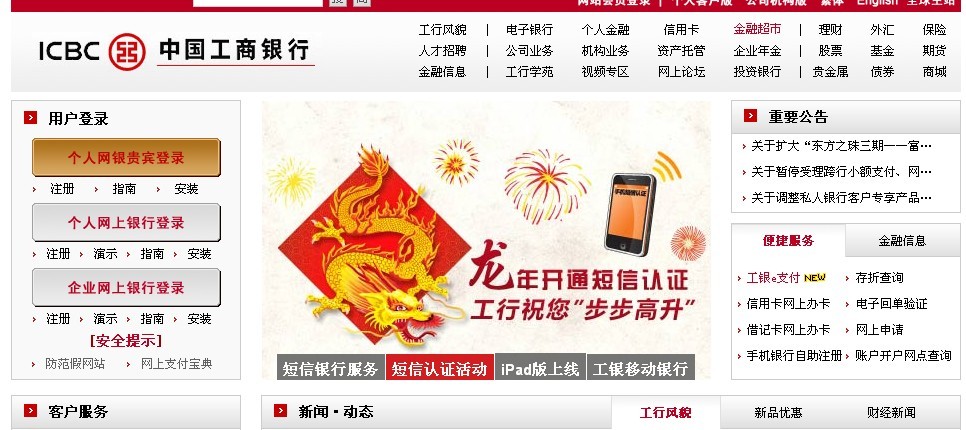 网站会员登录 | 个人客户版 公司机构版 繁体 English 全球主站
搜 高
ICBC 中国工商银行
工行风貌 | 电子银行 个人金融 信用卡 金融超市 | 理财 外汇 保险
人才招聘 | 公司业务 机构业务 资产托管 企业年金 | 股票 基金 期货
金融信息 | 工行学苑 视频专区 网上论坛 投资银行 | 贵金属 债券 商城
用户登录
个人网银贵宾登录
注册 指南 安装
个人网上银行登录
注册 演示 指南 安装
企业网上银行登录
注册 演示 指南 安装
[安全提示]
防范假网站 网上支付宝典
手机短信认证
龙年开通短信认证
工行祝您“步步高升”
短信银行服务 短信认证活动 iPad版上线 工银移动银行
重要公告
关于扩大“东方之珠三期一一富…
关于暂停受理跨行小额支付、网…
关于调整私人银行客户专享产品…
便捷服务 金融信息
工银e支付 NEW 存折查询
信用卡网上办卡 电子回单验证
借记卡网上办卡 网上申请
手机银行自助注册 账户开户网点查询
客户服务
新闻·动态 工行风貌 新品优惠 财经新闻